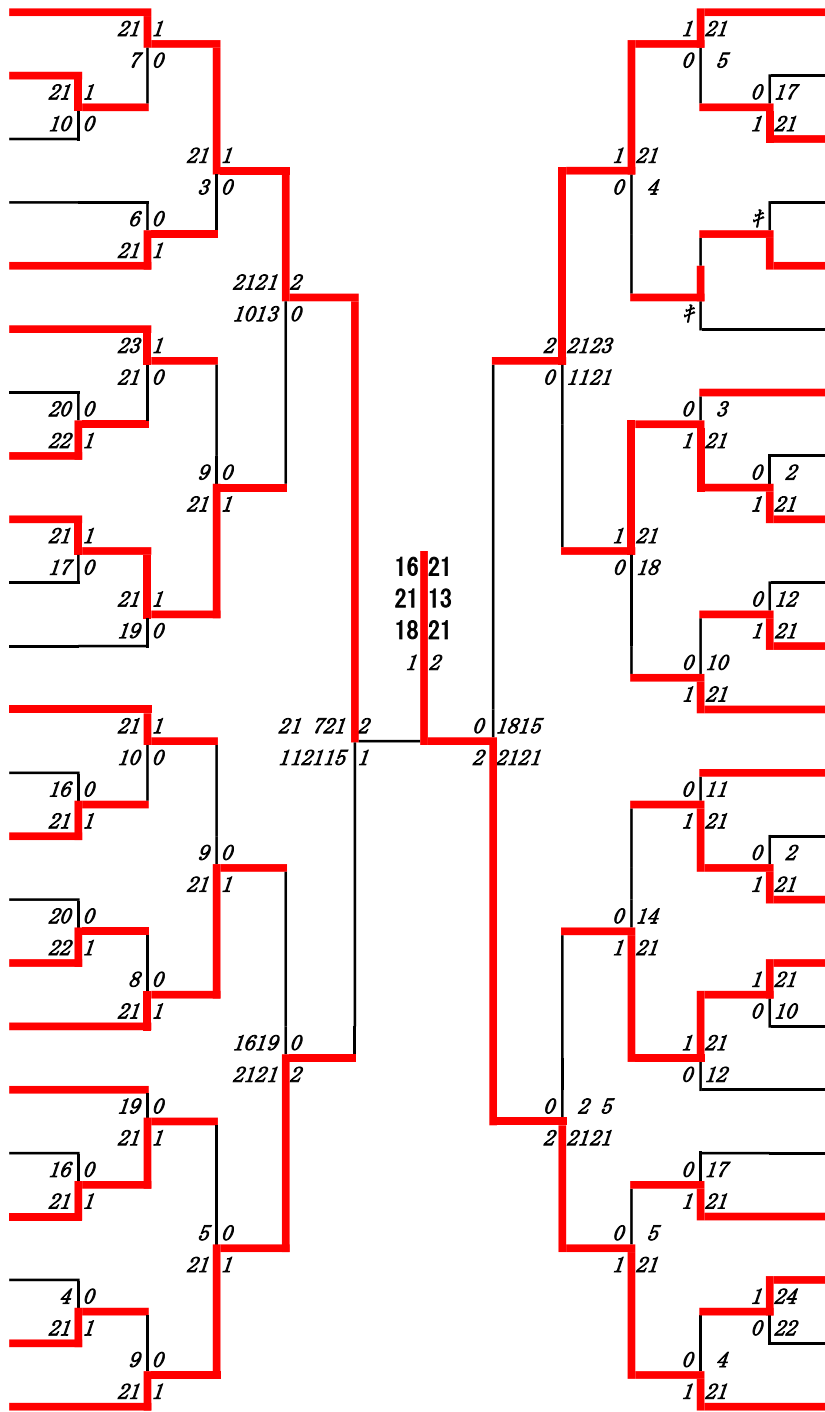 21 1 1 21
7 0 0 5
21 1 0 17
10 0 1 21
21 1 1 21
3 0 0 4
6 0 ｷ
21 1
2121 2
1013 0 ｷ
23 1 2 2123
21 0 0 1121
20 0 0 3
22 1 1 21
9 0 0 2
21 1 1 21
21 1 1 21
17 0 16 21 0 18
21 1 21 13 0 12
19 0 18 21 1 21
1 2 0 10
1 21
21 1 21 721 2 0 1815
10 0 112115 1 2 2121
16 0 0 11
21 1 1 21
9 0 0 2
21 1 1 21
20 0 0 14
22 1 1 21
8 0 1 21
21 1 0 10
1619 0 1 21
2121 2 0 12
19 0 0 2 5
21 1 2 2121
16 0 0 17
21 1 1 21
5 0 0 5
21 1 1 21
4 0 1 24
21 1 0 22
9 0 0 4
21 1 1 21